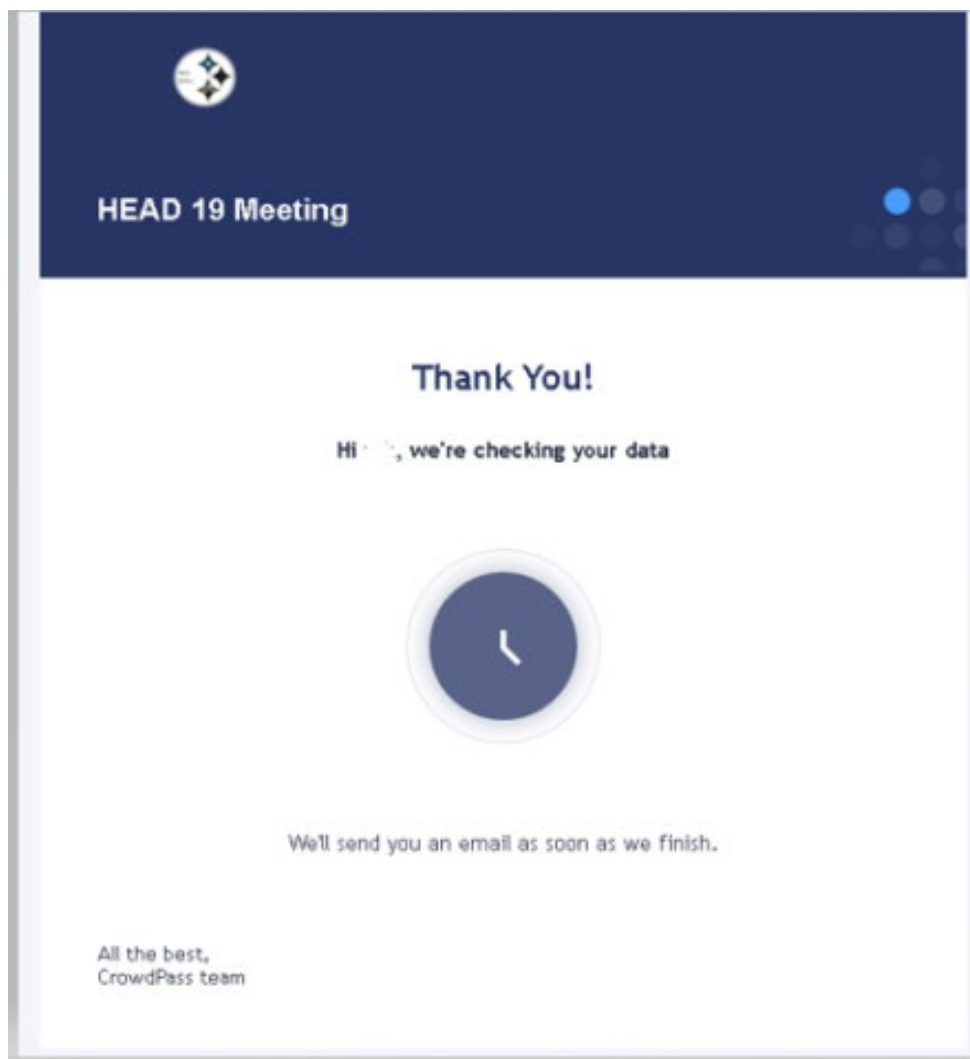 HEAD 19 Meeting
Thank You!
Hi , we're checking your data
We'll send you an email as soon as we finish.
All the best,
CrowdPass team